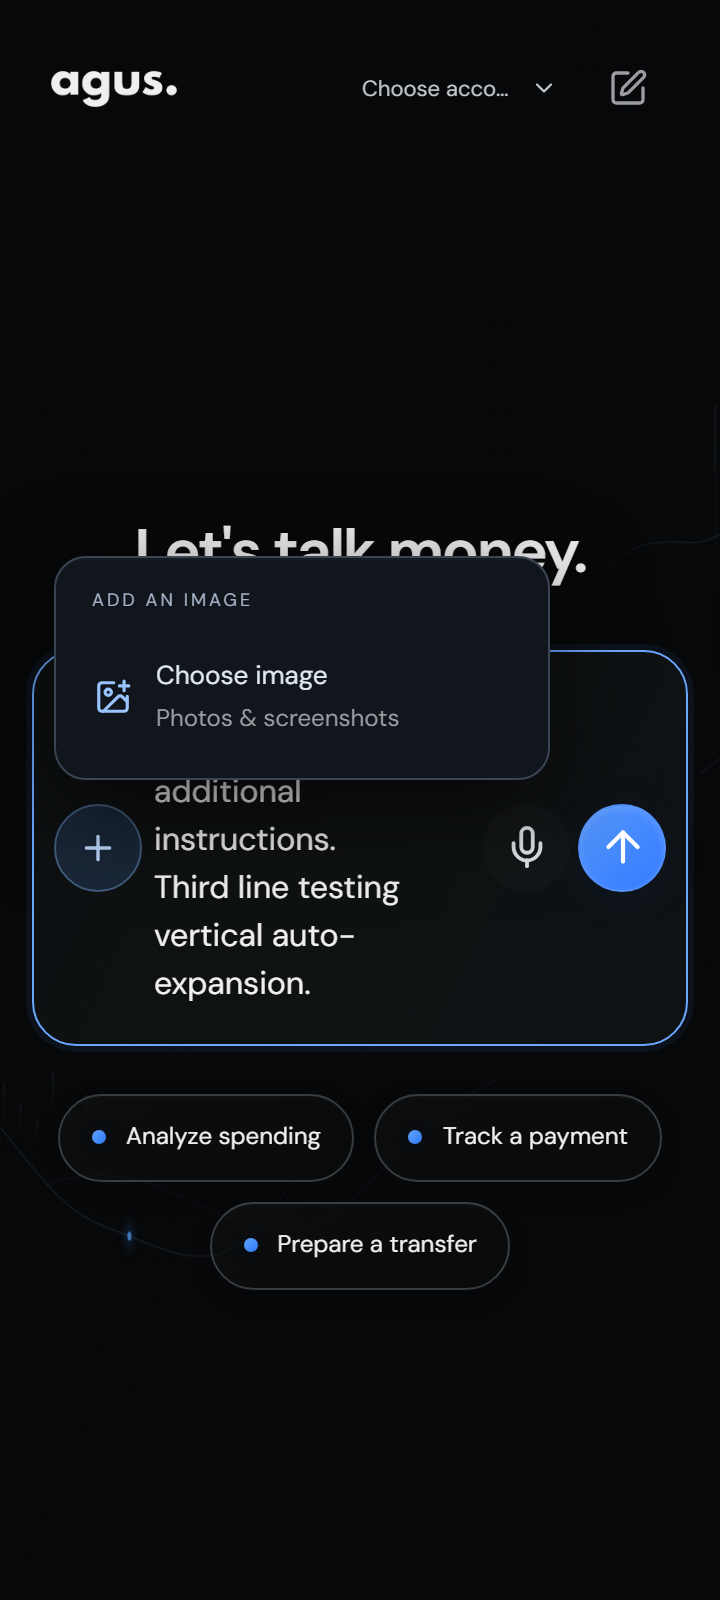 agus.
Choose acco...
Let's talk money.
ADD AN IMAGE
Choose image
Photos & screenshots
additional
instructions.
Third line testing
vertical auto-
expansion.
Analyze spending
Track a payment
Prepare a transfer